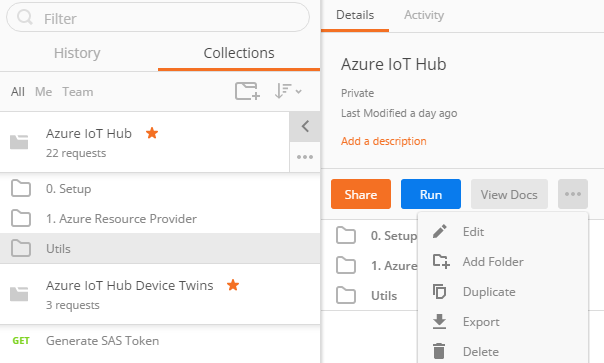 Filter
History
Collections
All Me Team
Azure IoT Hub
22 requests
0. Setup
1. Azure Resource Provider
Utils
Azure IoT Hub Device Twins
3 requests
GET Generate SAS Token
Details
Activity
Azure IoT Hub
Private
Last Modified a day ago
Add a description
Share
Run
View Docs
0. Setup
1. Azure
Utils
Edit
Add Folder
Duplicate
Export
Delete